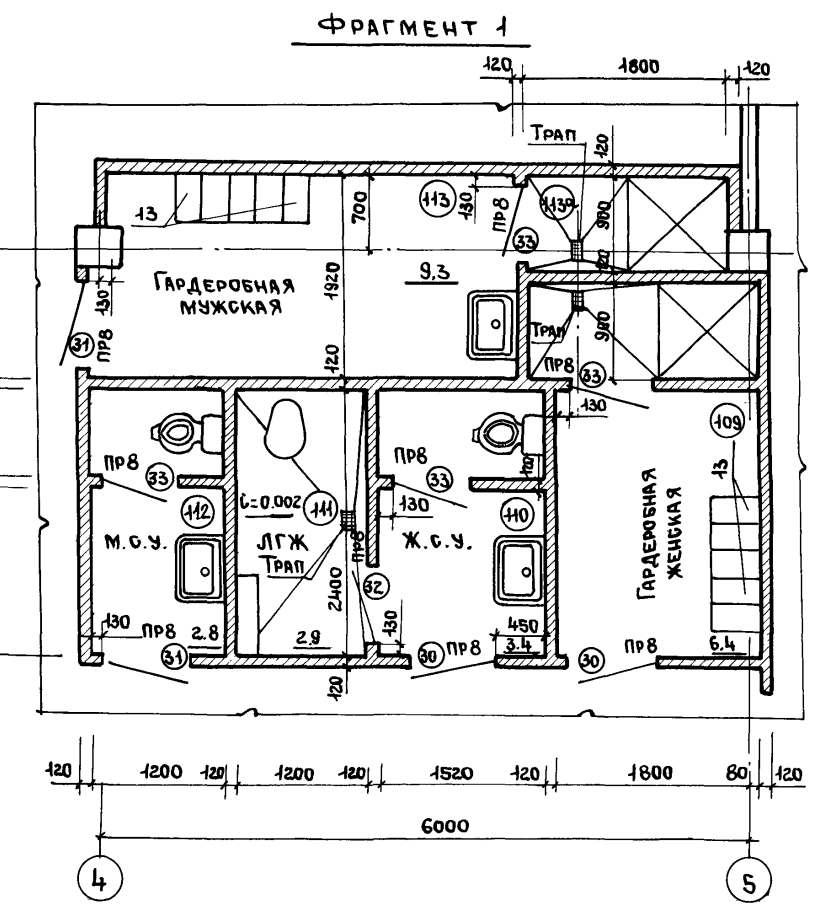 ФРАГМЕНТ 1
120 1800 120
ТРАП
120
13
700
113
130
ПР8
33
113а
900
120
ГАРДЕРОБНАЯ
МУЖСКАЯ
1920
9.3
130
31
ПР8
120
ТРАП
900
ПР8
33
130
109
13
ПР8
33
112
i=0.002
111
ПР8
33
120
130
110
М.С.У.
ЛГЖ
ТРАП
ПР8
Ж.С.У.
ГАРДЕРОБНАЯ
ЖЕНСКАЯ
2400
32
130
ПР8
2.8
31
2.9
120
130
30
ПР8
450
3.4
30
ПР8
6.4
120 1200 120 1200 120 1520 120 1800 80 120
6000
4 5